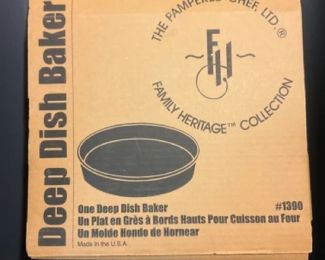 Deep Dish Baker
THE PAMPERED CHEF, LTD.®
FH
FAMILY HERITAGE™ COLLECTION
One Deep Dish Baker #1390
Un Plat en Grès à Bords Hauts Pour Cuisson au Four
Un Molde Hondo de Hornear
Made in the U.S.A.